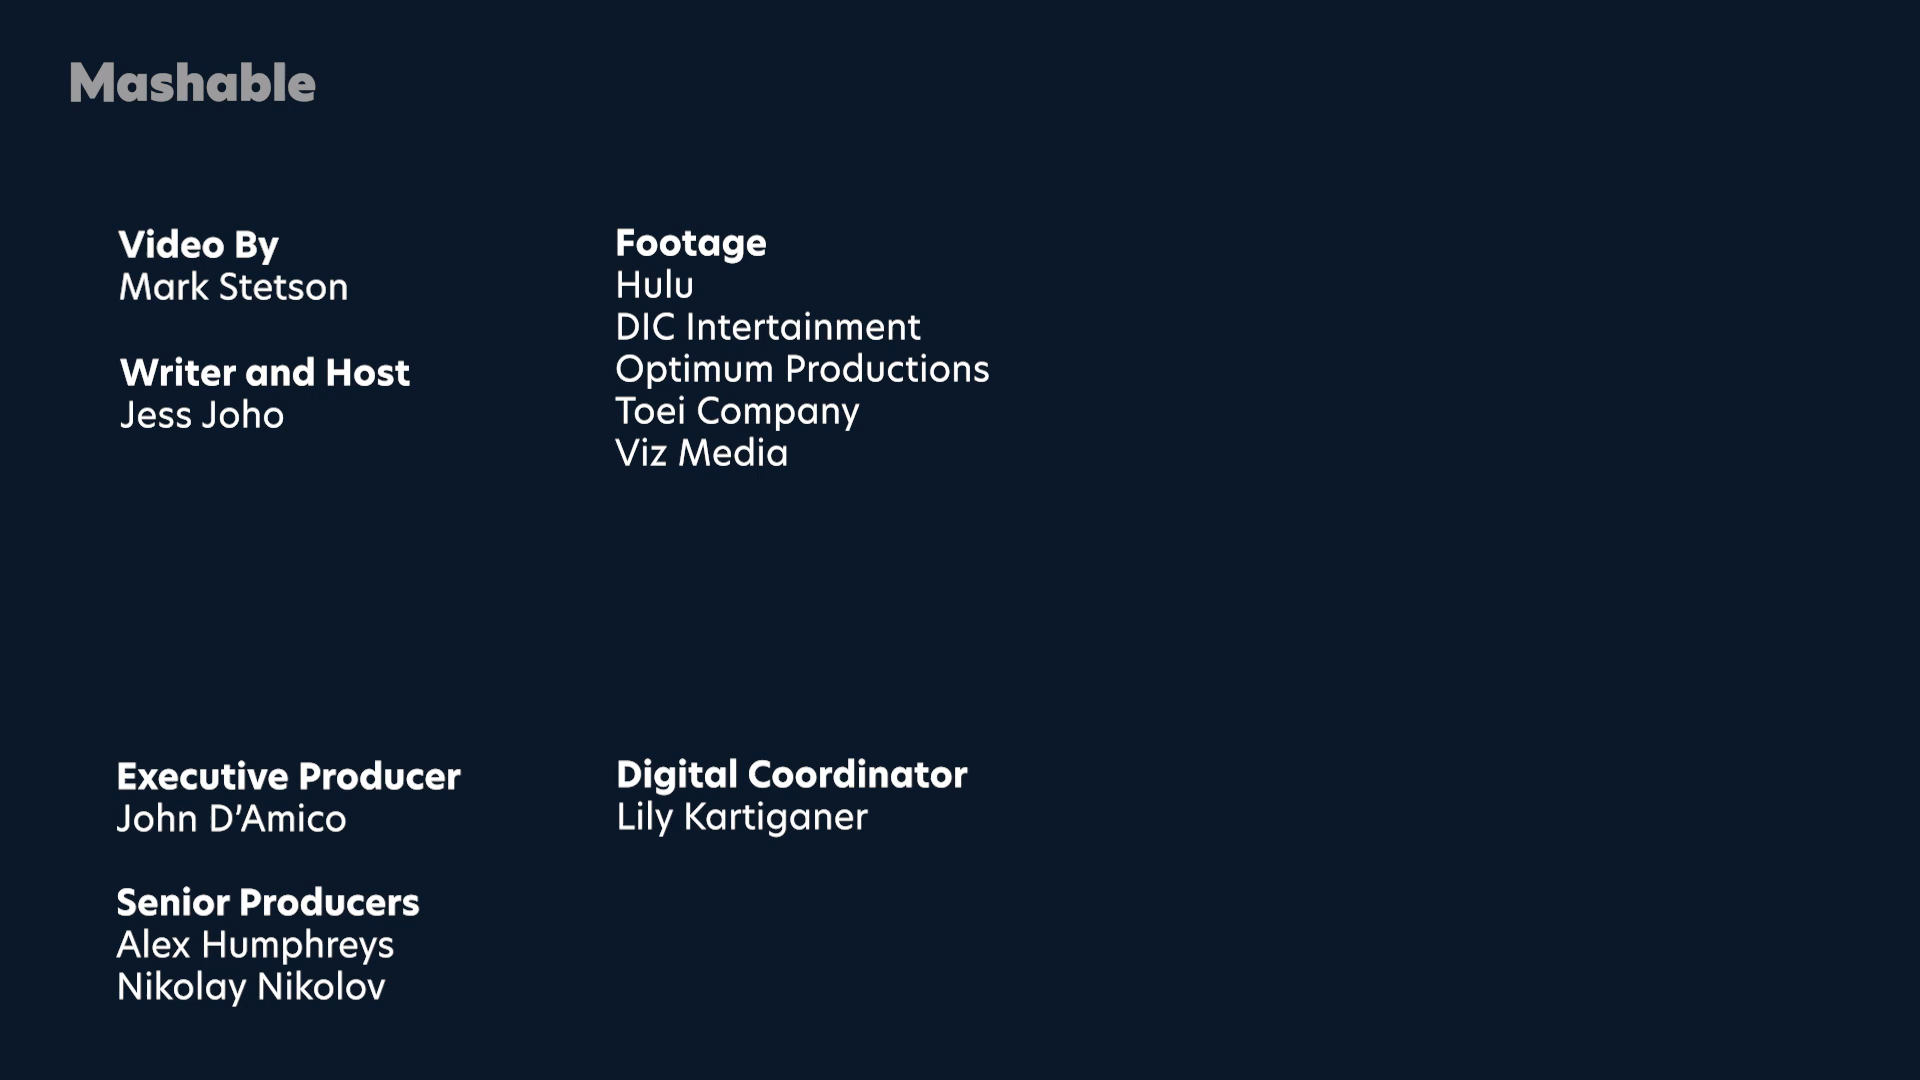 Mashable
Video By
Mark Stetson
Writer and Host
Jess Joho
Footage
Hulu
DIC Intertainment
Optimum Productions
Toei Company
Viz Media
Executive Producer
John D’Amico
Senior Producers
Alex Humphreys
Nikolay Nikolov
Digital Coordinator
Lily Kartiganer